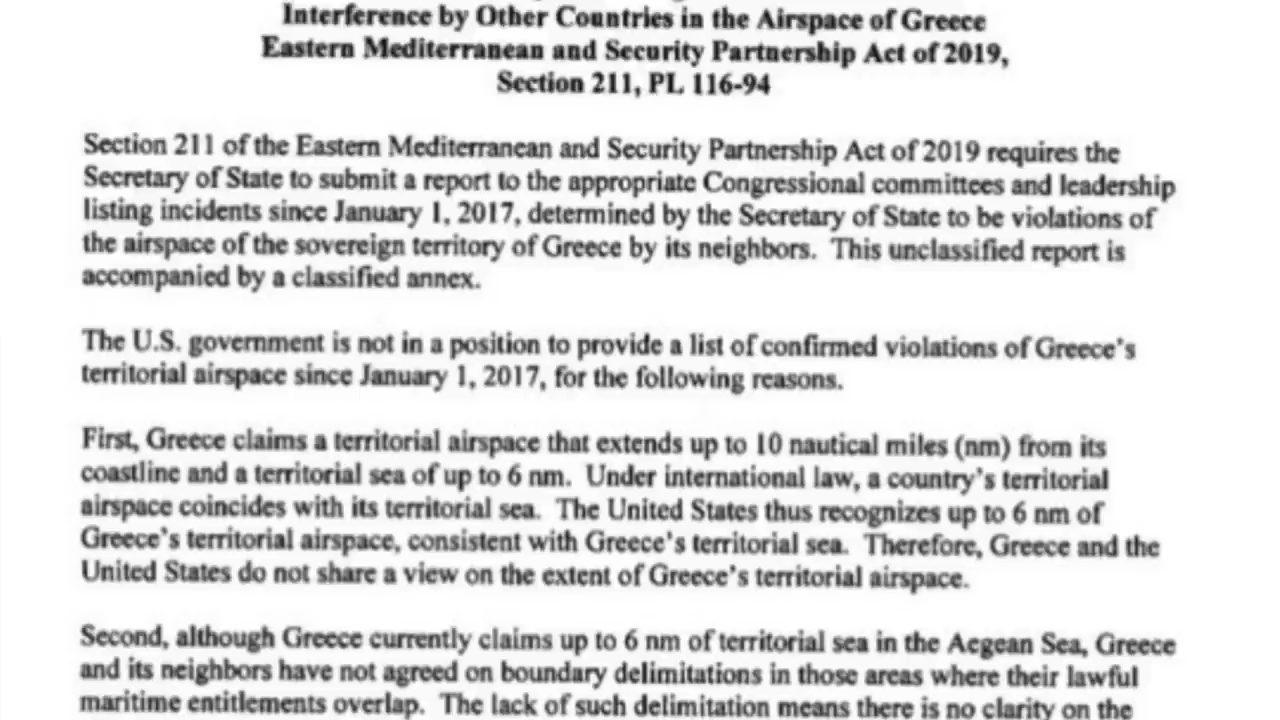 Interference by Other Countries in the Airspace of Greece
Eastern Mediterranean and Security Partnership Act of 2019,
Section 211, PL 116-94
Section 211 of the Eastern Mediterranean and Security Partnership Act of 2019 requires the
Secretary of State to submit a report to the appropriate Congressional committees and leadership
listing incidents since January 1, 2017, determined by the Secretary of State to be violations of
the airspace of the sovereign territory of Greece by its neighbors. This unclassified report is
accompanied by a classified annex.
The U.S. government is not in a position to provide a list of confirmed violations of Greece's
territorial airspace since January 1, 2017, for the following reasons.
First, Greece claims a territorial airspace that extends up to 10 nautical miles (nm) from its
coastline and a territorial sea of up to 6 nm. Under international law, a country's territorial
airspace coincides with its territorial sea. The United States thus recognizes up to 6 nm of
Greece's territorial airspace, consistent with Greece's territorial sea. Therefore, Greece and the
United States do not share a view on the extent of Greece's territorial airspace.
Second, although Greece currently claims up to 6 nm of territorial sea in the Aegean Sea, Greece
and its neighbors have not agreed on boundary delimitations in those areas where their lawful
maritime entitlements overlap. The lack of such delimitation means there is no clarity on the